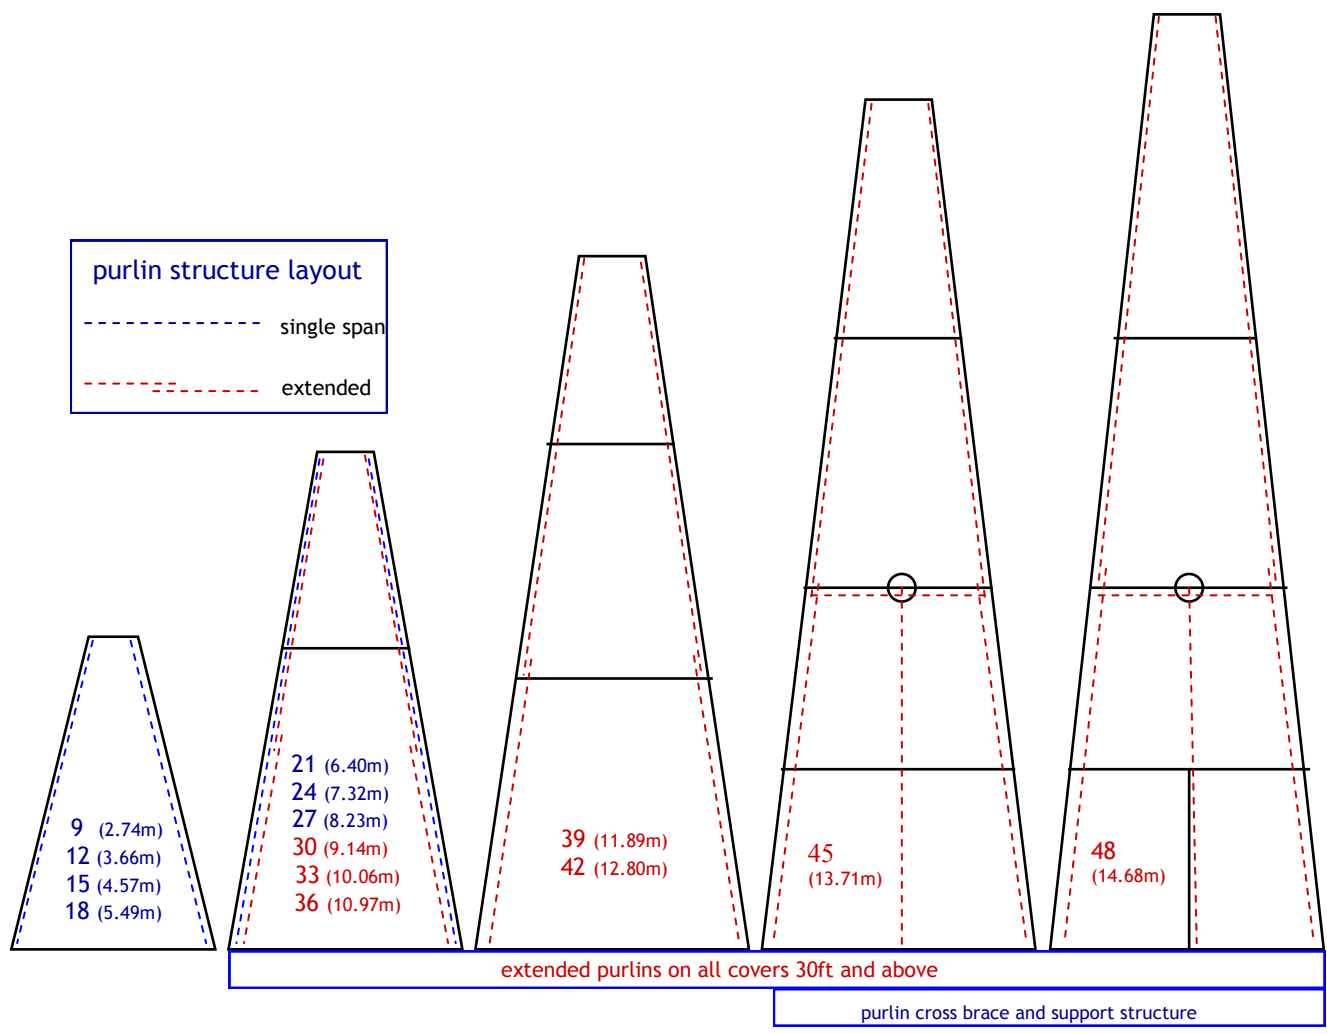 purlin structure layout
single span
extended
9 (2.74m)
12 (3.66m)
15 (4.57m)
18 (5.49m)
21 (6.40m)
24 (7.32m)
27 (8.23m)
30 (9.14m)
33 (10.06m)
36 (10.97m)
39 (11.89m)
42 (12.80m)
45
(13.71m)
48
(14.68m)
extended purlins on all covers 30ft and above
purlin cross brace and support structure